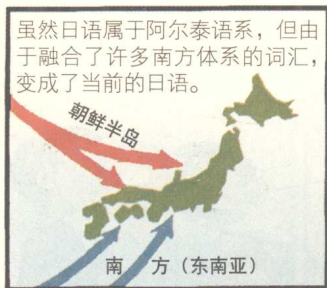 虽然日语属于阿尔泰语系，但由
于融合了许多南方体系的词汇，
变成了当前的日语。
朝鲜半岛
南 方（东南亚）